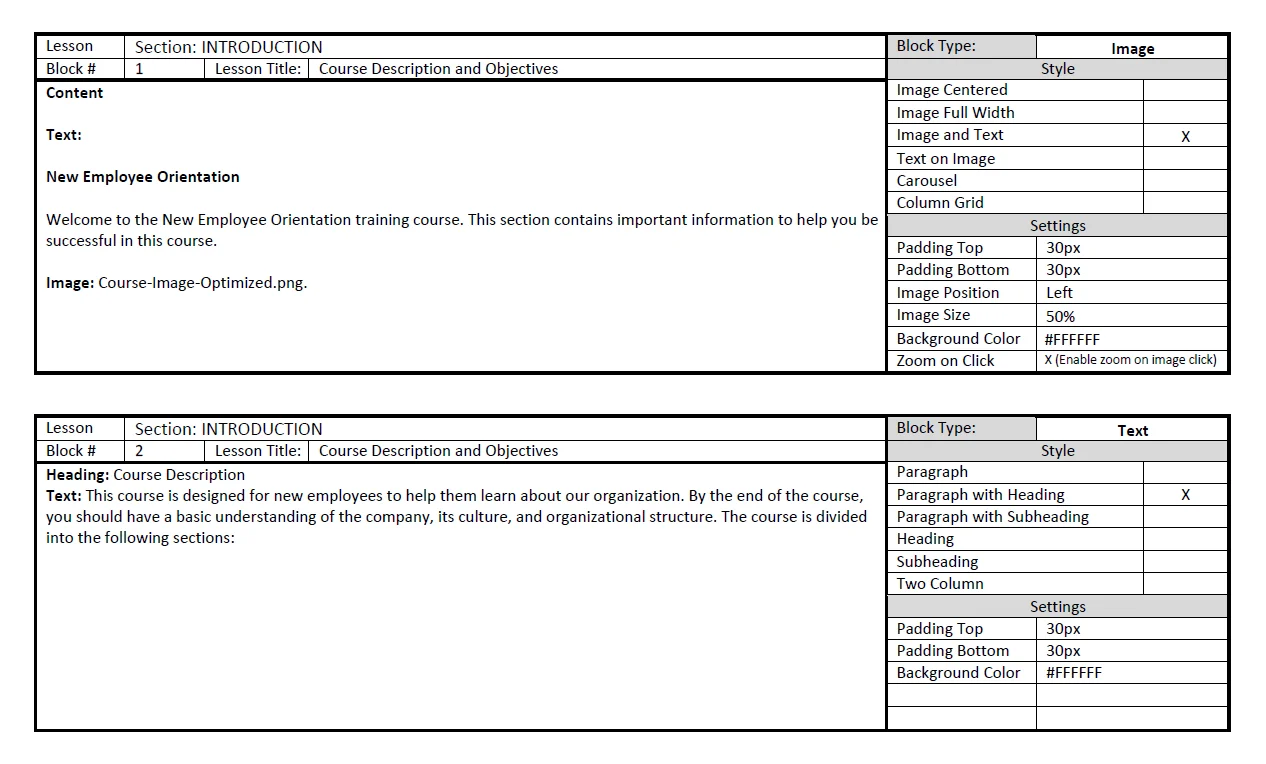 Lesson Section: INTRODUCTION
Block # 1 Lesson Title: Course Description and Objectives
Content
Text:
New Employee Orientation
Welcome to the New Employee Orientation training course. This section contains important information to help you be
successful in this course.
Image: Course-Image-Optimized.png.
Block Type: Image
Style
Image Centered
Image Full Width
Image and Text X
Text on Image
Carousel
Column Grid
Settings
Padding Top 30px
Padding Bottom 30px
Image Position Left
Image Size 50%
Background Color #FFFFFF
Zoom on Click X (Enable zoom on image click)
Lesson Section: INTRODUCTION
Block # 2 Lesson Title: Course Description and Objectives
Heading: Course Description
Text: This course is designed for new employees to help them learn about our organization. By the end of the course,
you should have a basic understanding of the company, its culture, and organizational structure. The course is divided
into the following sections:
Block Type: Text
Style
Paragraph
Paragraph with Heading X
Paragraph with Subheading
Heading
Subheading
Two Column
Settings
Padding Top 30px
Padding Bottom 30px
Background Color #FFFFFF